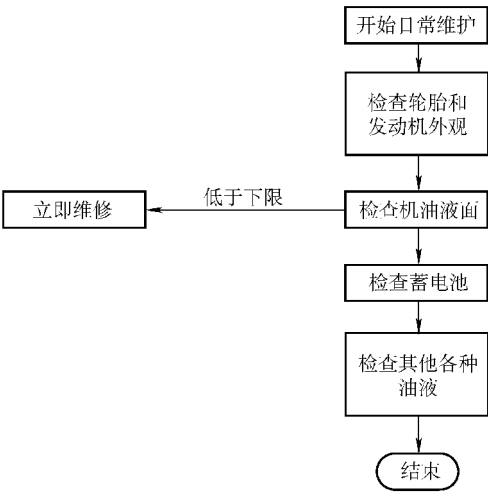 开始日常维护
检查轮胎和
发动机外观
低于下限
立即维修
检查机油液面
检查蓄电池
检查其他各种
油液
结束